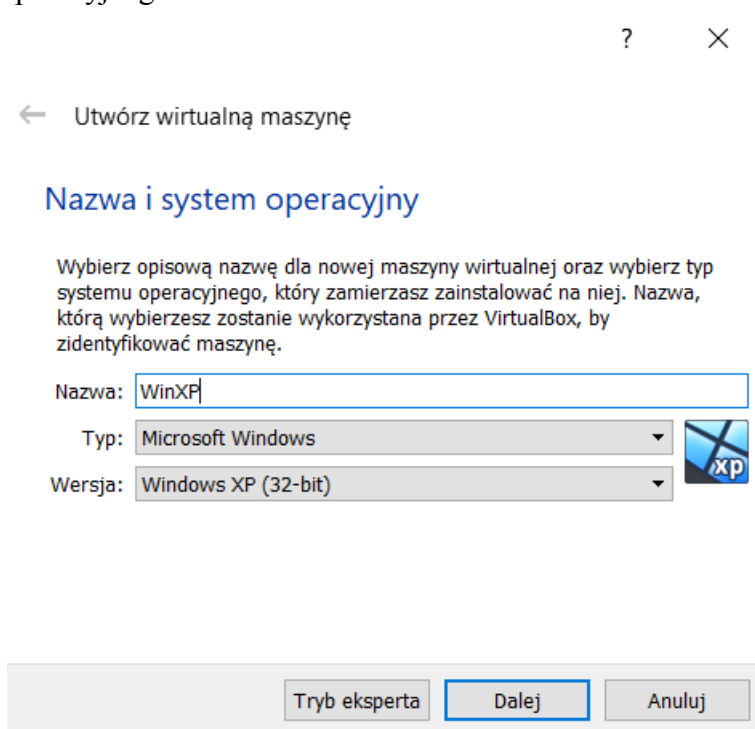 ?
Utwórz wirtualną maszynę
Nazwa i system operacyjny
Wybierz opisową nazwę dla nowej maszyny wirtualnej oraz wybierz typ
systemu operacyjnego, który zamierzasz zainstalować na niej. Nazwa,
którą wybierzesz zostanie wykorzystana przez VirtualBox, by
zidentyfikować maszynę.
Nazwa: WinXP
Typ: Microsoft Windows
xp
Wersja: Windows XP (32-bit)
Tryb eksperta Dalej Anuluj